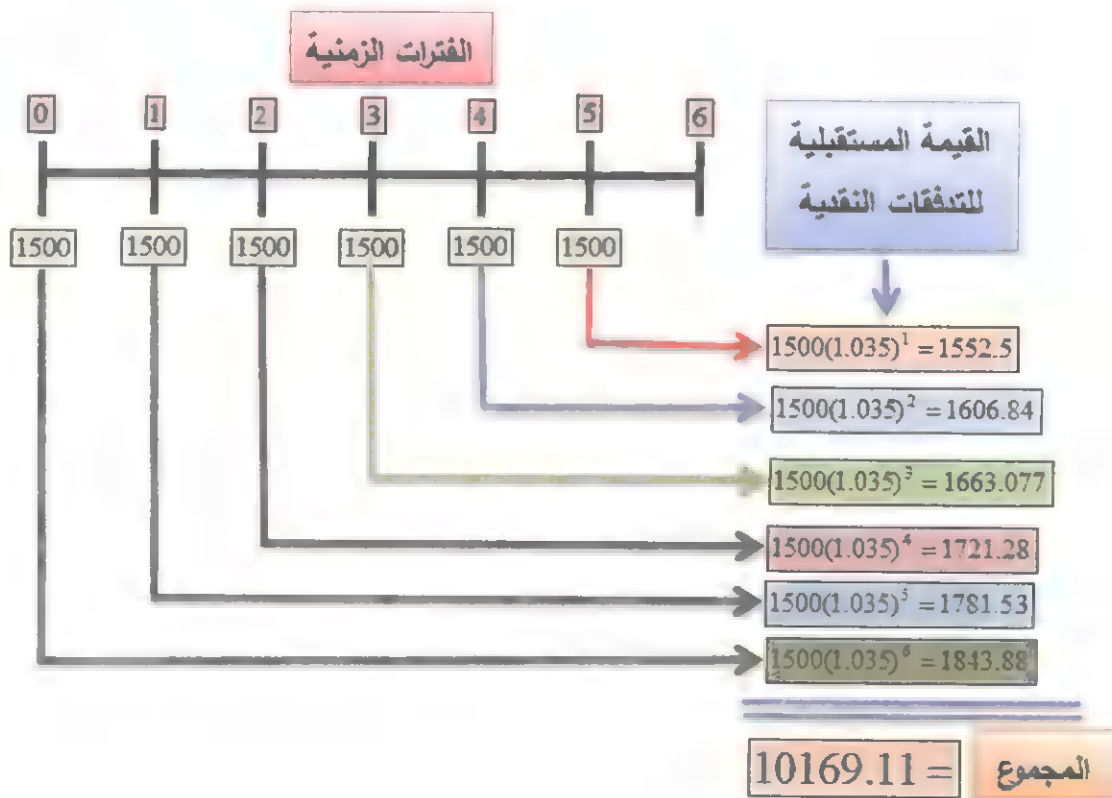 الفترات الزمنية
0 1 2 3 4 5 6
القيمة المستقبلية
للتدفقات النقدية
1500 1500 1500 1500 1500 1500
1500(1.035)^1 = 1552.5
1500(1.035)^2 = 1606.84
1500(1.035)^3 = 1663.077
1500(1.035)^4 = 1721.28
1500(1.035)^5 = 1781.53
1500(1.035)^6 = 1843.88
المجموع = 10169.11